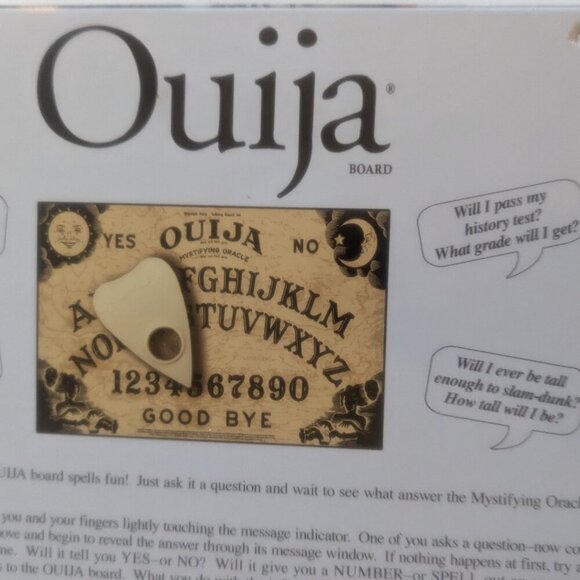 Ouija®
BOARD
YES OUIJA NO
MYSTIFYING ORACLE
A FGHIJKLM
NO TUVWXYZ
1234567890
GOOD BYE
Will I pass my
history test?
What grade will I get?
Will I ever be tall
enough to slam-dunk?
How tall will I be?
OUIJA board spells fun! Just ask it a question and wait to see what answer the Mystifying
you and your fingers lightly touching the message indicator. One of you asks a question–now
and begin to reveal the answer through its message window. If nothing happens at first, try
Will it tell you YES–or NO? Will it give you a NUMBER–or
to the OUIJA board. What do